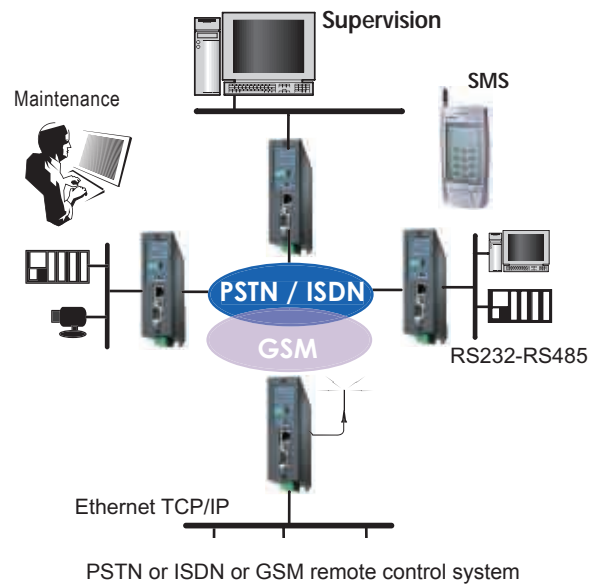 Supervision
SMS
Maintenance
PSTN / ISDN
GSM
RS232-RS485
Ethernet TCP/IP
PSTN or ISDN or GSM remote control system